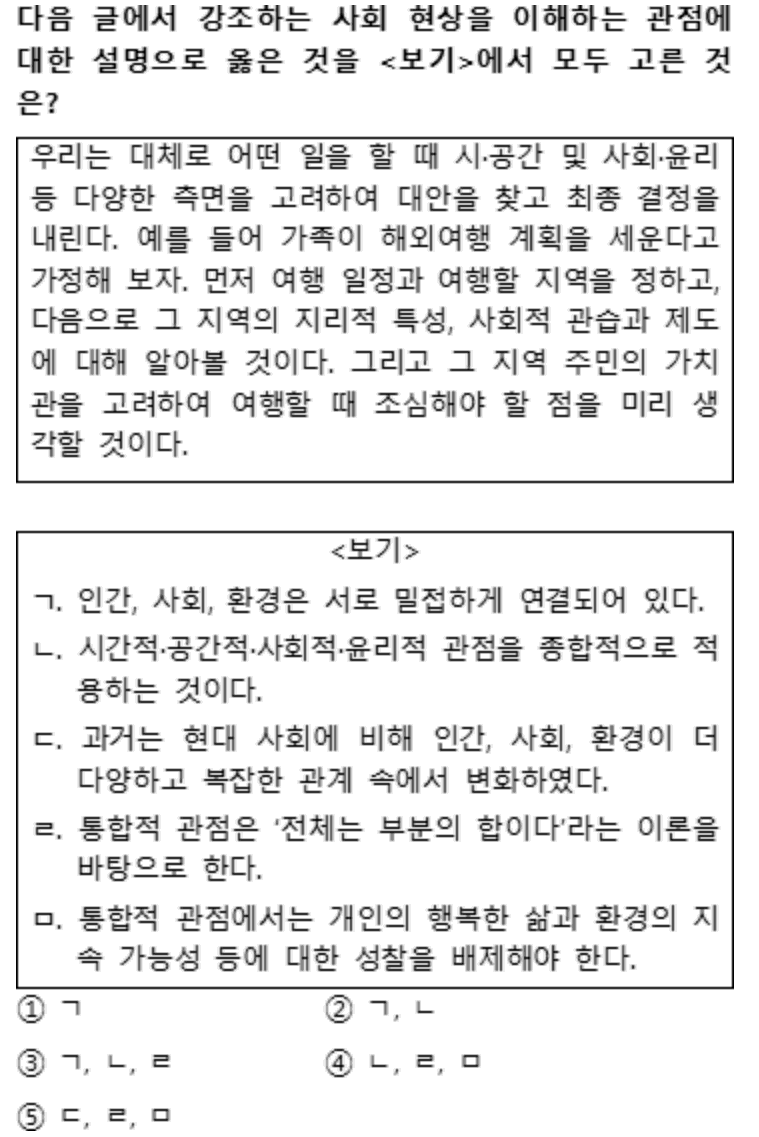 다음 글에서 강조하는 사회 현상을 이해하는 관점에
대한 설명으로 옳은 것을 <보기>에서 모두 고른 것
은?
우리는 대체로 어떤 일을 할 때 시·공간 및 사회·윤리
등 다양한 측면을 고려하여 대안을 찾고 최종 결정을
내린다. 예를 들어 가족이 해외여행 계획을 세운다고
가정해 보자. 먼저 여행 일정과 여행할 지역을 정하고,
다음으로 그 지역의 지리적 특성, 사회적 관습과 제도
에 대해 알아볼 것이다. 그리고 그 지역 주민의 가치
관을 고려하여 여행할 때 조심해야 할 점을 미리 생
각할 것이다.
<보기>
ㄱ. 인간, 사회, 환경은 서로 밀접하게 연결되어 있다.
ㄴ. 시간적·공간적·사회적·윤리적 관점을 종합적으로 적
용하는 것이다.
ㄷ. 과거는 현대 사회에 비해 인간, 사회, 환경이 더
다양하고 복잡한 관계 속에서 변화하였다.
ㄹ. 통합적 관점은 ‘전체는 부분의 합이다’라는 이론을
바탕으로 한다.
ㅁ. 통합적 관점에서는 개인의 행복한 삶과 환경의 지
속 가능성 등에 대한 성찰을 배제해야 한다.
① ㄱ ② ㄱ, ㄴ
③ ㄱ, ㄴ, ㄹ ④ ㄴ, ㄹ, ㅁ
⑤ ㄷ, ㄹ, ㅁ